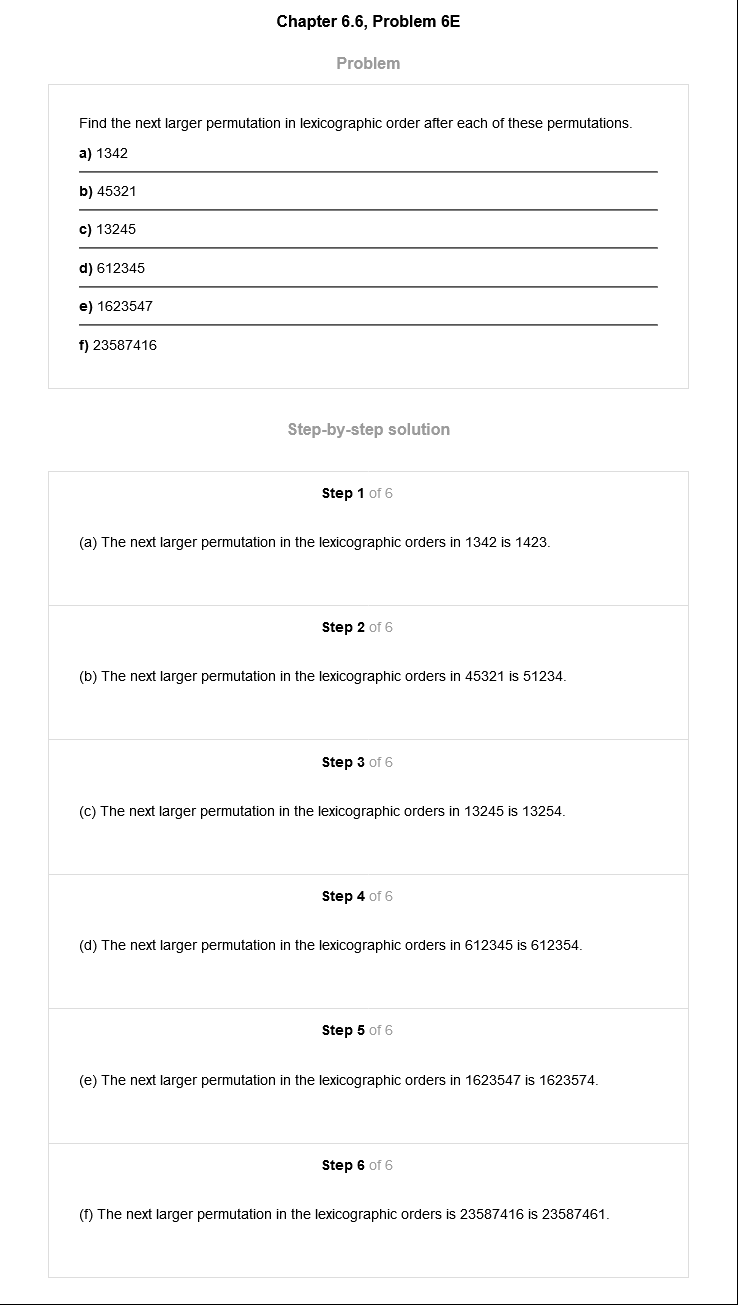 Chapter 6.6, Problem 6E
Problem
Find the next larger permutation in lexicographic order after each of these permutations.
a) 1342
b) 45321
c) 13245
d) 612345
e) 1623547
f) 23587416
Step-by-step solution
Step 1 of 6
(a) The next larger permutation in the lexicographic orders in 1342 is 1423.
Step 2 of 6
(b) The next larger permutation in the lexicographic orders in 45321 is 51234.
Step 3 of 6
(c) The next larger permutation in the lexicographic orders in 13245 is 13254.
Step 4 of 6
(d) The next larger permutation in the lexicographic orders in 612345 is 612354.
Step 5 of 6
(e) The next larger permutation in the lexicographic orders in 1623547 is 1623574.
Step 6 of 6
(f) The next larger permutation in the lexicographic orders is 23587416 is 23587461.